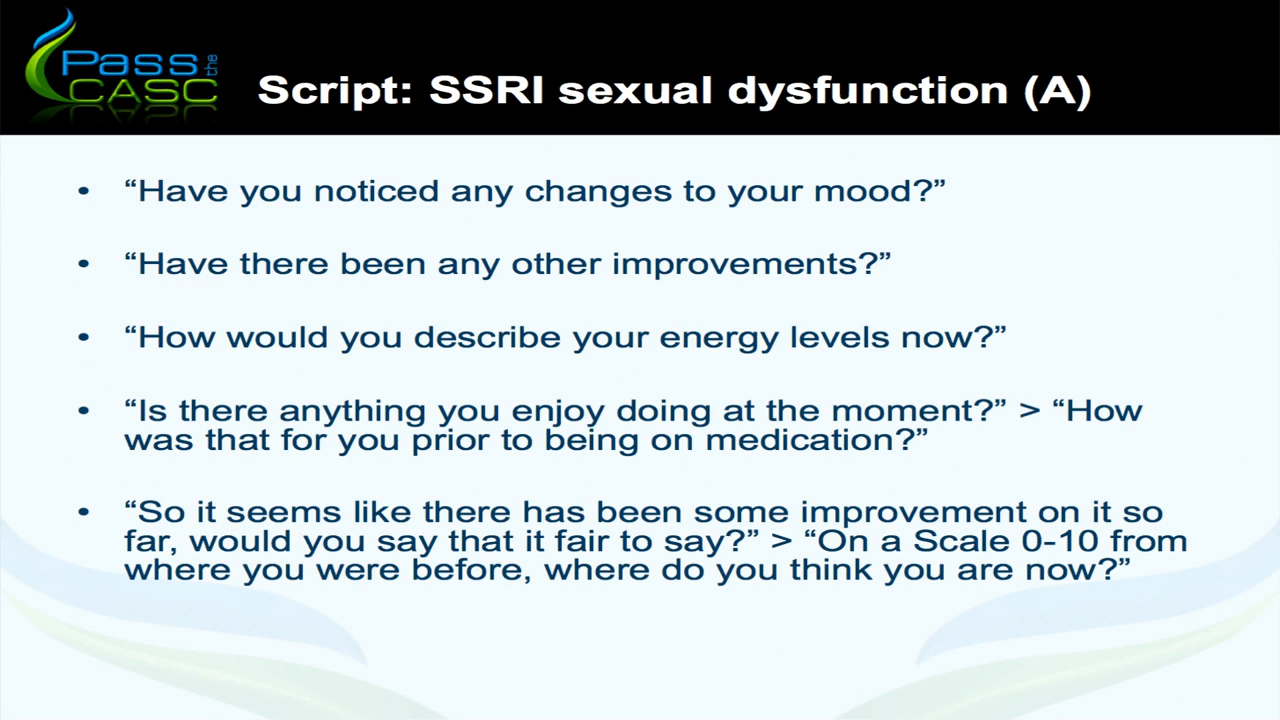 Pass the
CASC
Script: SSRI sexual dysfunction (A)
• “Have you noticed any changes to your mood?”
• “Have there been any other improvements?”
• “How would you describe your energy levels now?”
• “Is there anything you enjoy doing at the moment?” > “How
was that for you prior to being on medication?”
• “So it seems like there has been some improvement on it so
far, would you say that it fair to say?” > “On a Scale 0-10 from
where you were before, where do you think you are now?”